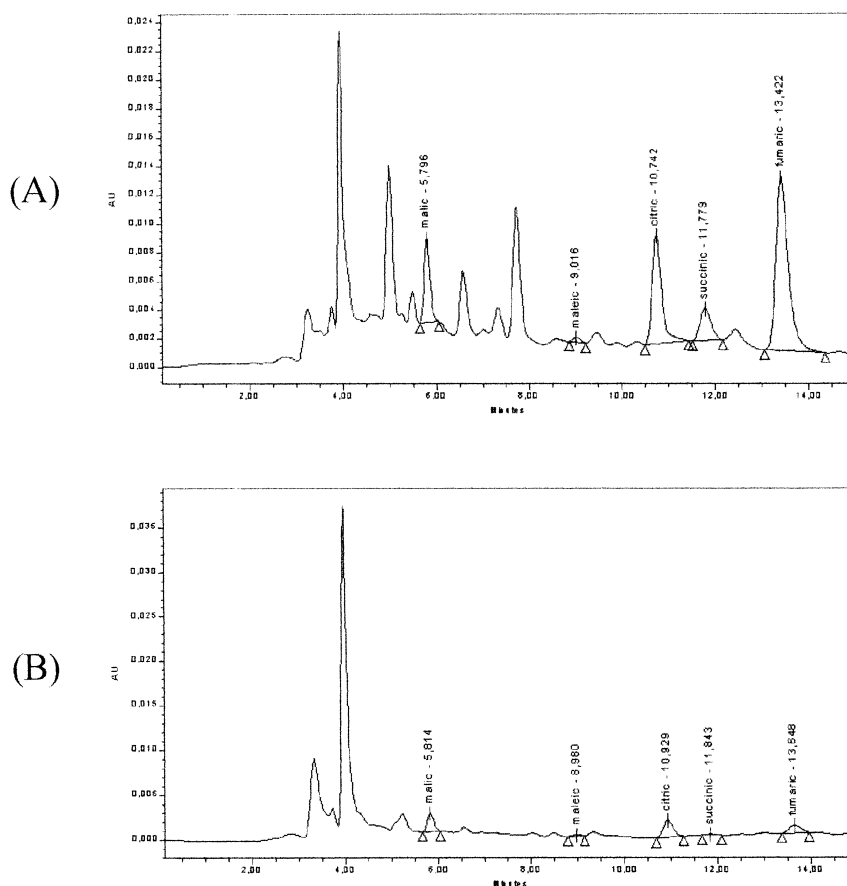 (A)
AU
0,024
0,022
0,020
0,018
0,016
0,014
0,012
0,010
0,008
0,006
0,004
0,002
0,000
malic - 5,796
maleic - 9,016
citric - 10,742
succinic - 11,779
fumaric - 13,422
2,00 4,00 6,00 8,00 10,00 12,00 14,00
Minutes
(B)
AU
0,035
0,030
0,025
0,020
0,015
0,010
0,005
0,000
malic - 5,814
maleic - 8,980
citric - 10,929
succinic - 11,843
fumaric - 13,648
2,00 4,00 6,00 8,00 10,00 12,00 14,00
Minutes